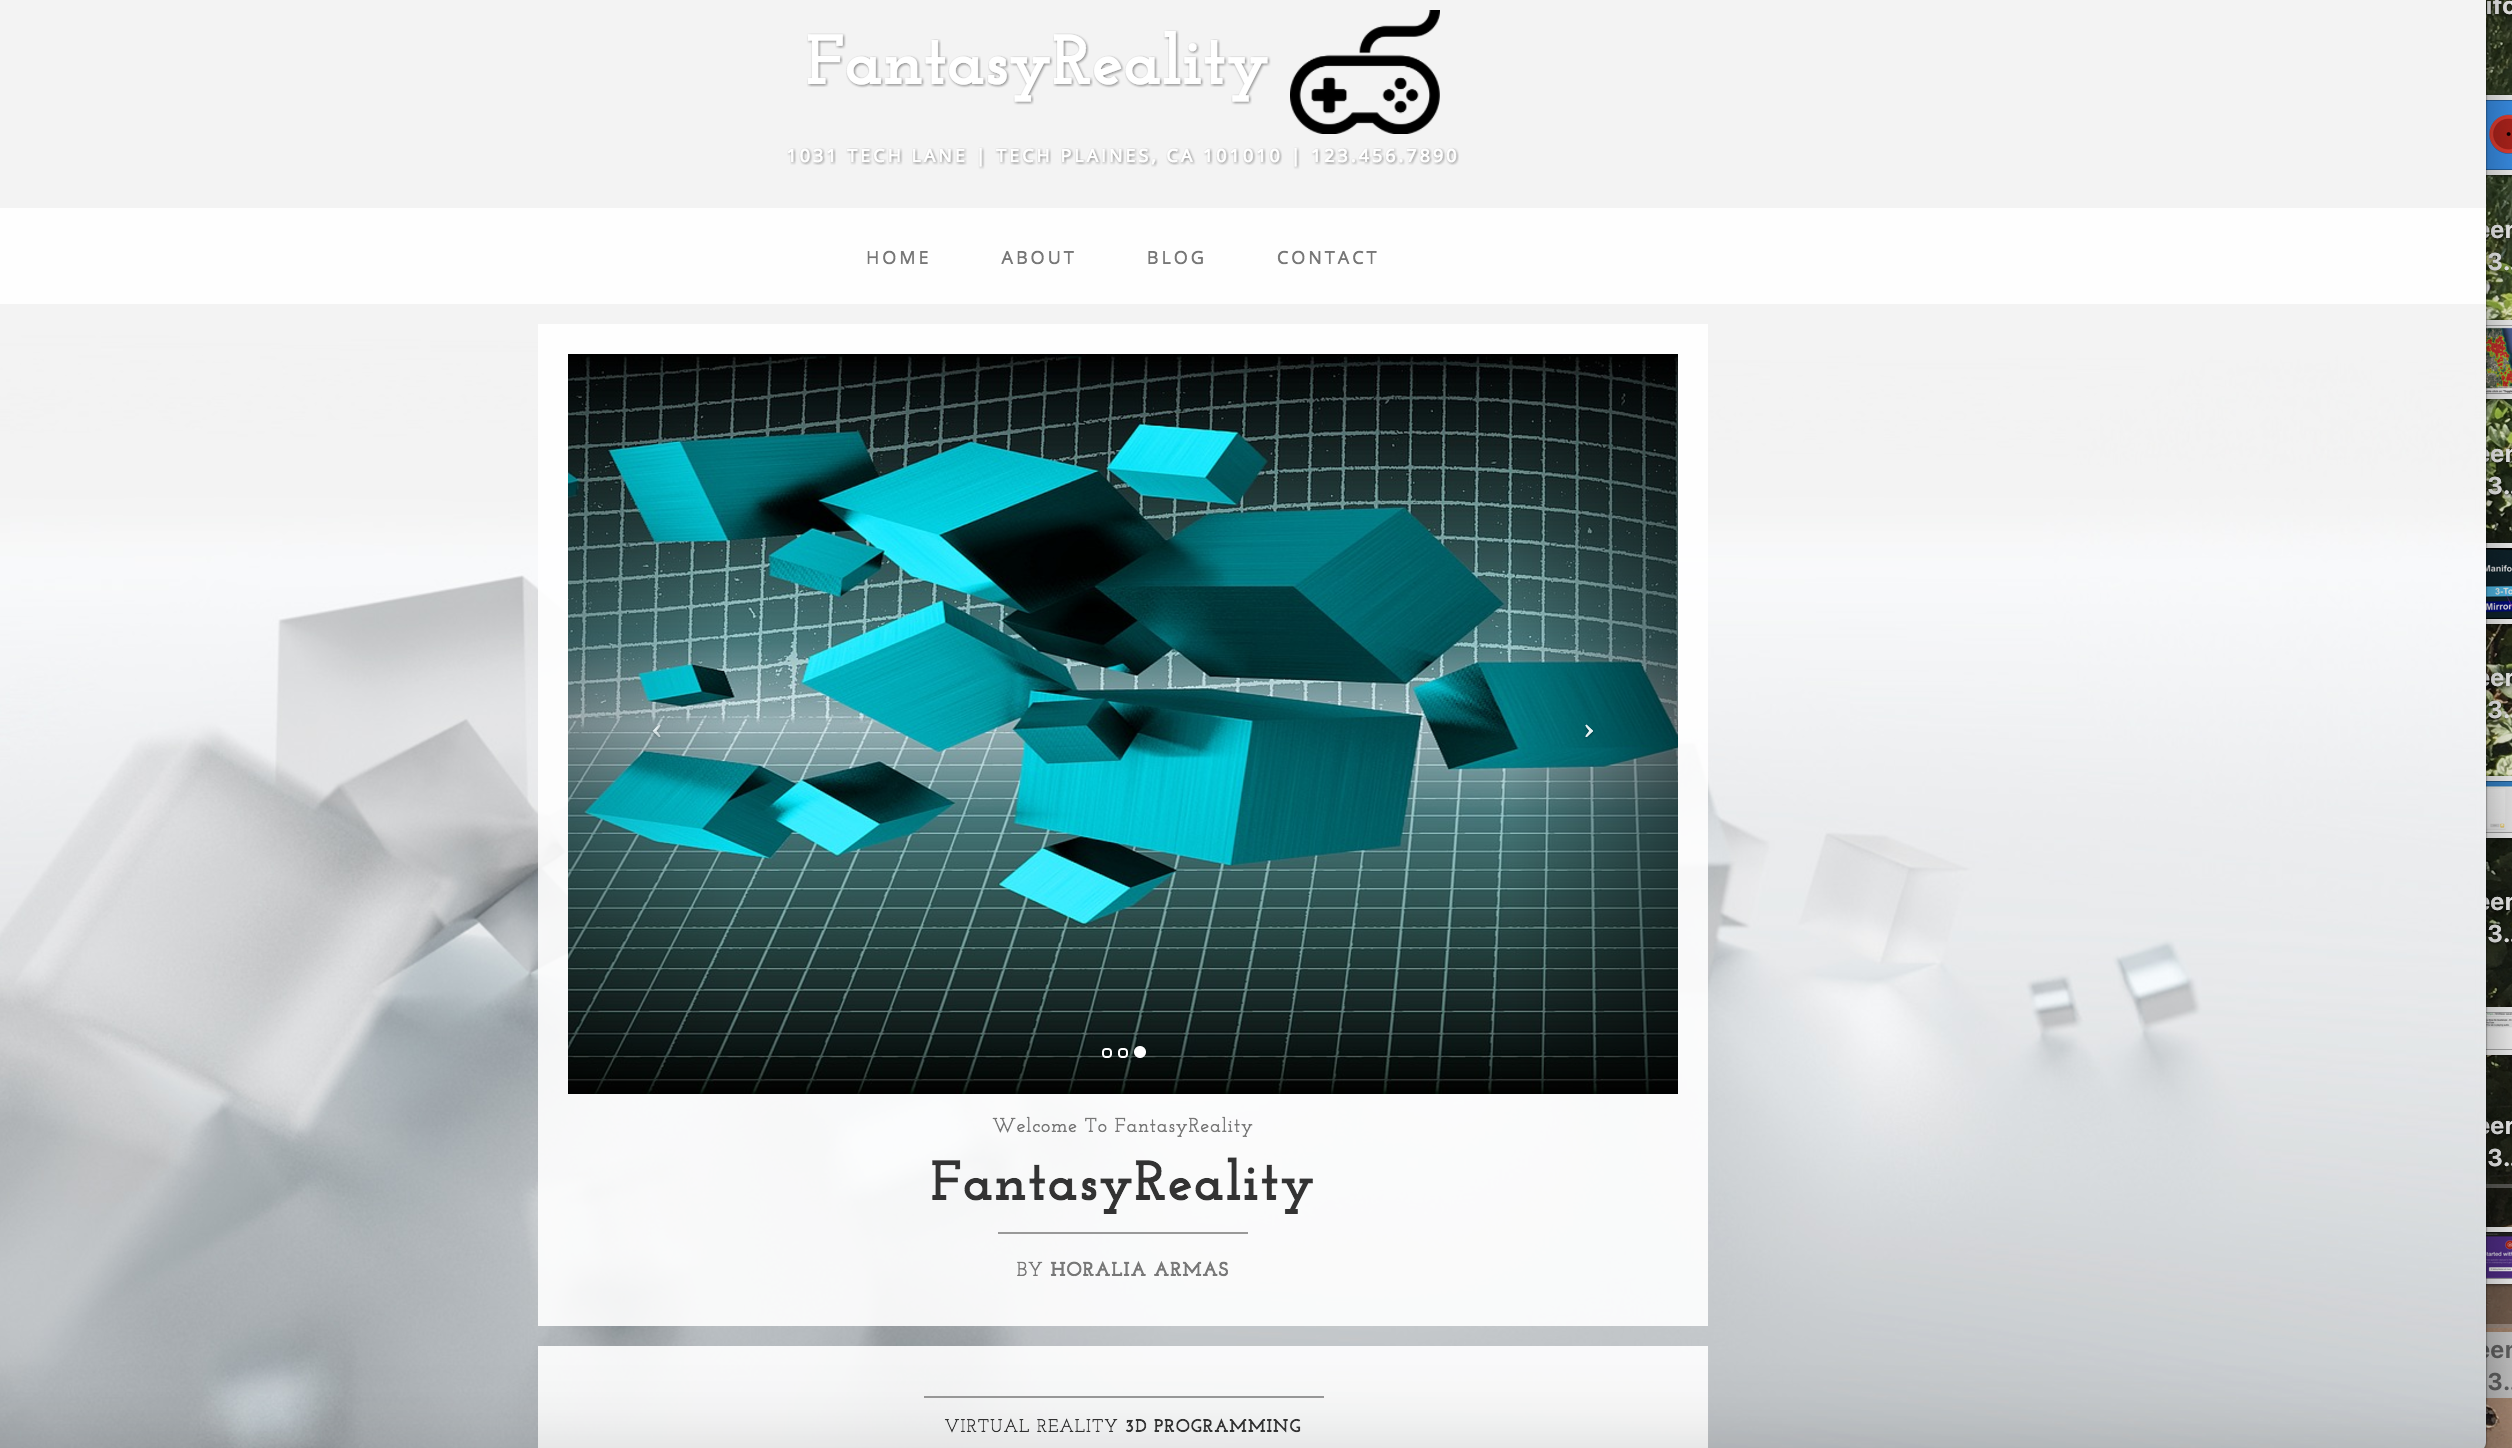 FantasyReality
1031 TECH LANE | TECH PLAINES, CA 101010 | 123.456.7890
HOME ABOUT BLOG CONTACT
Welcome To FantasyReality
FantasyReality
BY HORALIA ARMAS
VIRTUAL REALITY 3D PROGRAMMING